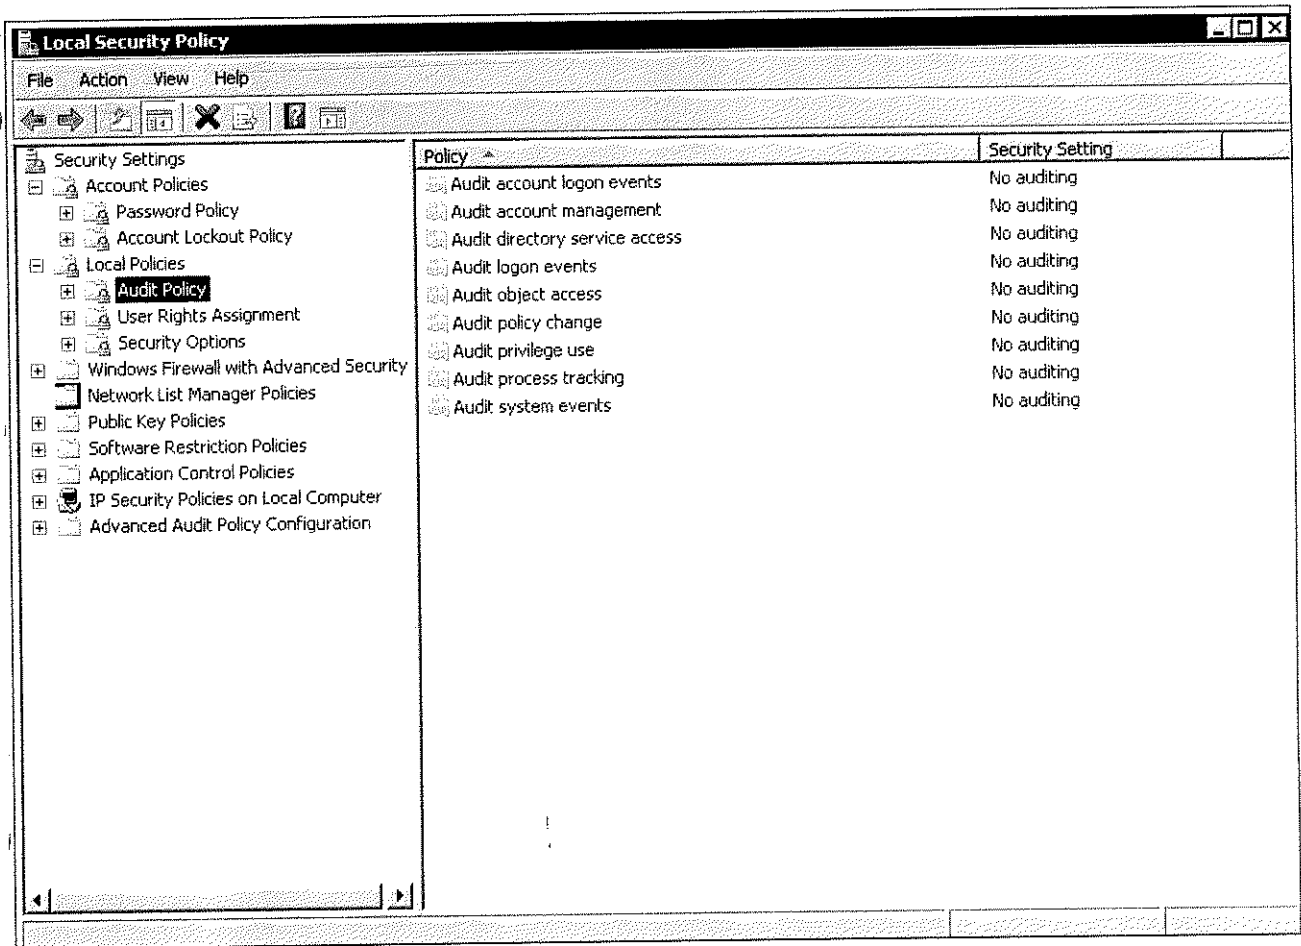 Local Security Policy
File Action View Help
Security Settings
Account Policies
Password Policy
Account Lockout Policy
Local Policies
Audit Policy
User Rights Assignment
Security Options
Windows Firewall with Advanced Security
Network List Manager Policies
Public Key Policies
Software Restriction Policies
Application Control Policies
IP Security Policies on Local Computer
Advanced Audit Policy Configuration
Policy Security Setting
Audit account logon events No auditing
Audit account management No auditing
Audit directory service access No auditing
Audit logon events No auditing
Audit object access No auditing
Audit policy change No auditing
Audit privilege use No auditing
Audit process tracking No auditing
Audit system events No auditing